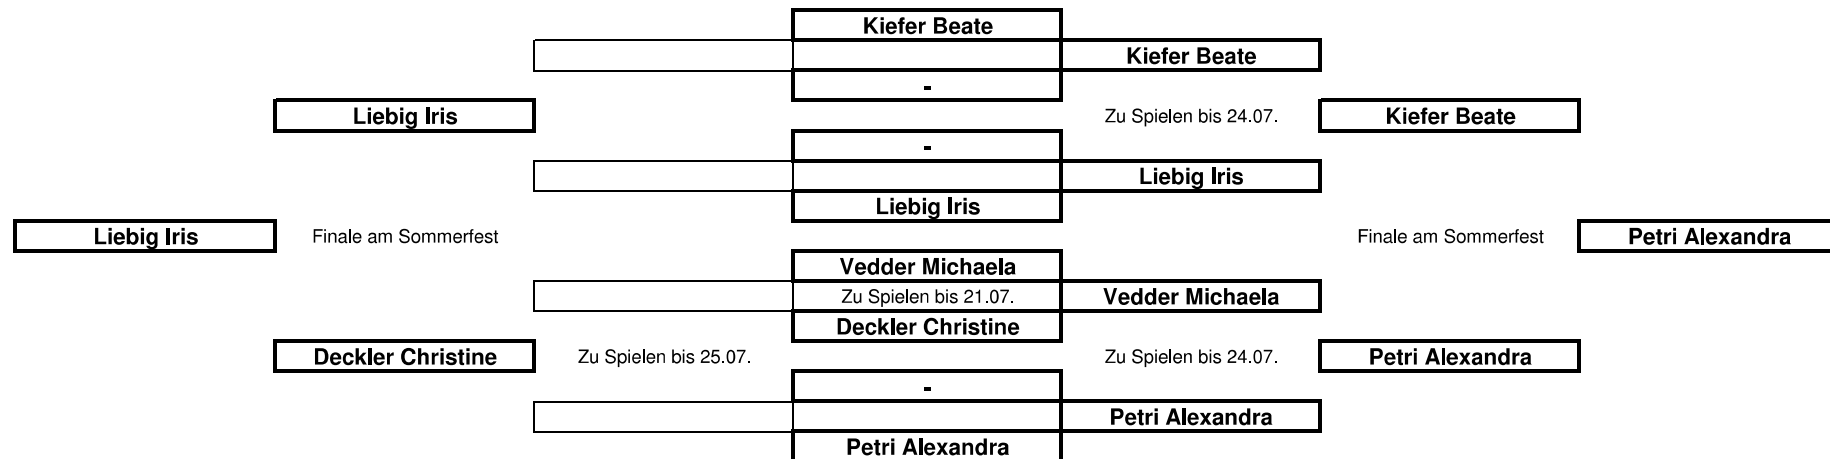 Kiefer Beate
Kiefer Beate
-
Liebig Iris Zu Spielen bis 24.07. Kiefer Beate
-
Liebig Iris
Liebig Iris
Liebig Iris Finale am Sommerfest Finale am Sommerfest Petri Alexandra
Vedder Michaela
Zu Spielen bis 21.07. Vedder Michaela
Deckler Christine
Deckler Christine Zu Spielen bis 25.07. Zu Spielen bis 24.07. Petri Alexandra
-
Petri Alexandra
Petri Alexandra